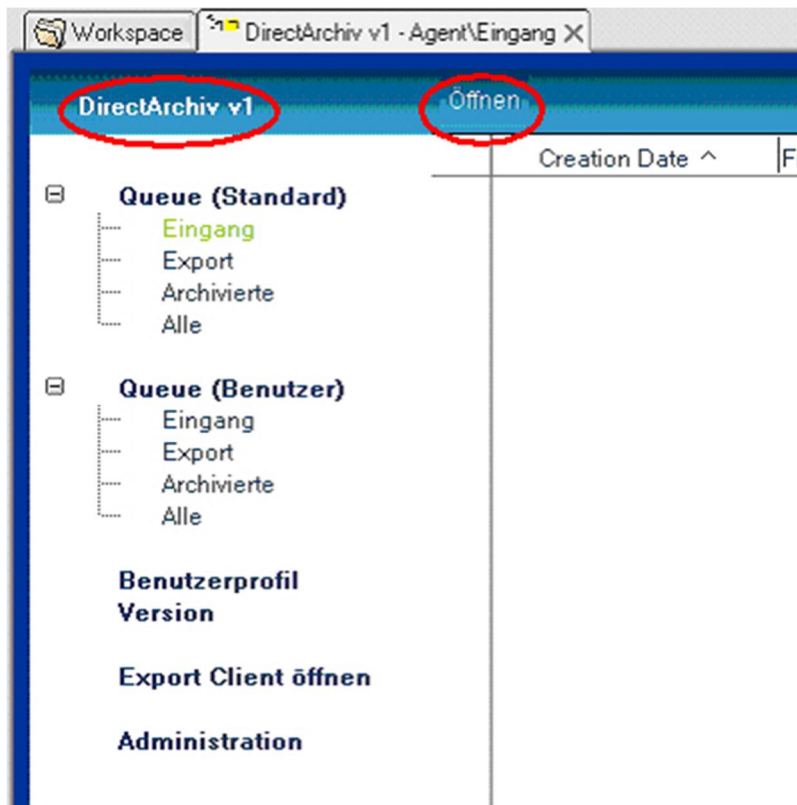 Workspace
DirectArchiv v1 - Agent\Eingang
DirectArchiv v1
Öffnen
Creation Date
Queue (Standard)
Eingang
Export
Archivierte
Alle
Queue (Benutzer)
Eingang
Export
Archivierte
Alle
Benutzerprofil
Version
Export Client öffnen
Administration